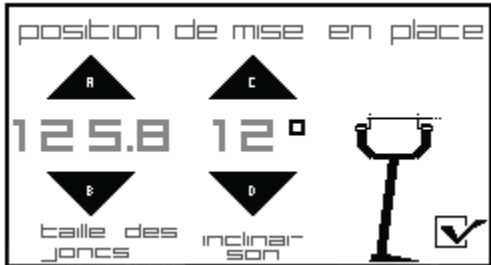 position de mise en place
A C
125.8 12°
B D
taille des
joncs
inclinai-
son